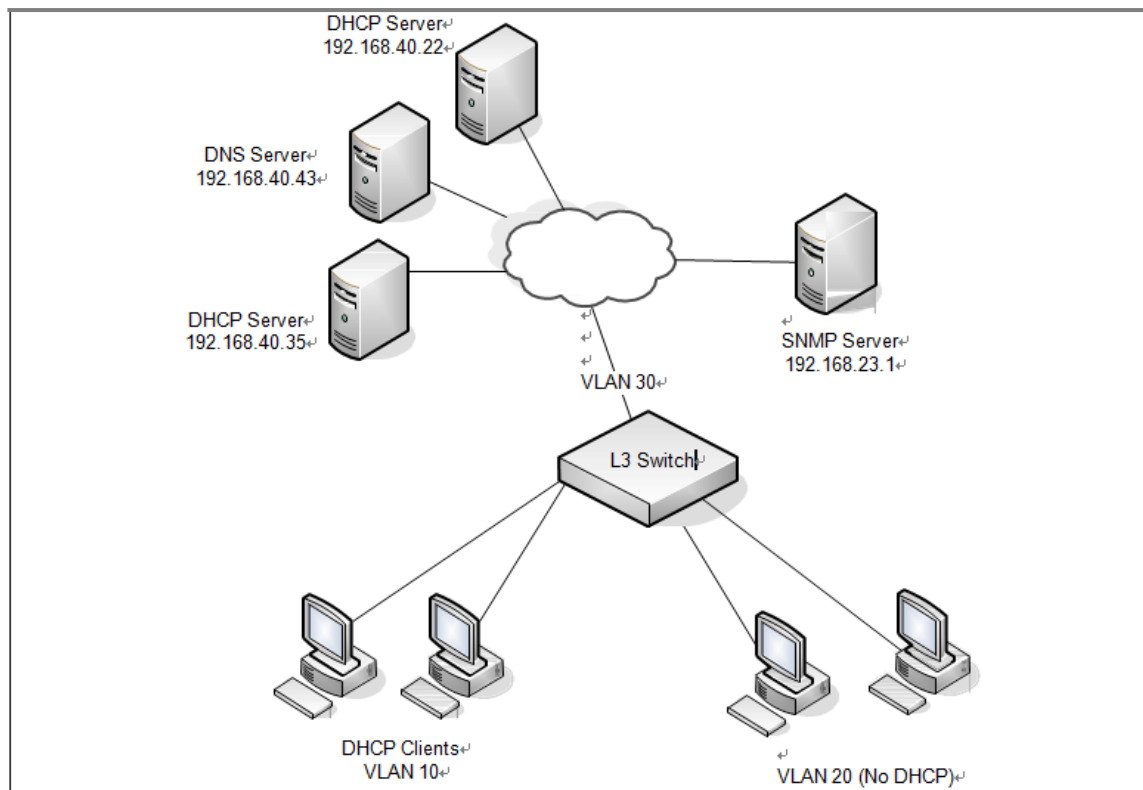 DHCP Server↵
192.168.40.22↵
DNS Server↵
192.168.40.43↵
DHCP Server↵
192.168.40.35↵
↵
SNMP Server↵
192.168.23.1↵
↵
↵
↵
VLAN 30↵
L3 Switch↵
DHCP Clients↵
VLAN 10↵
↵
VLAN 20 (No DHCP)↵